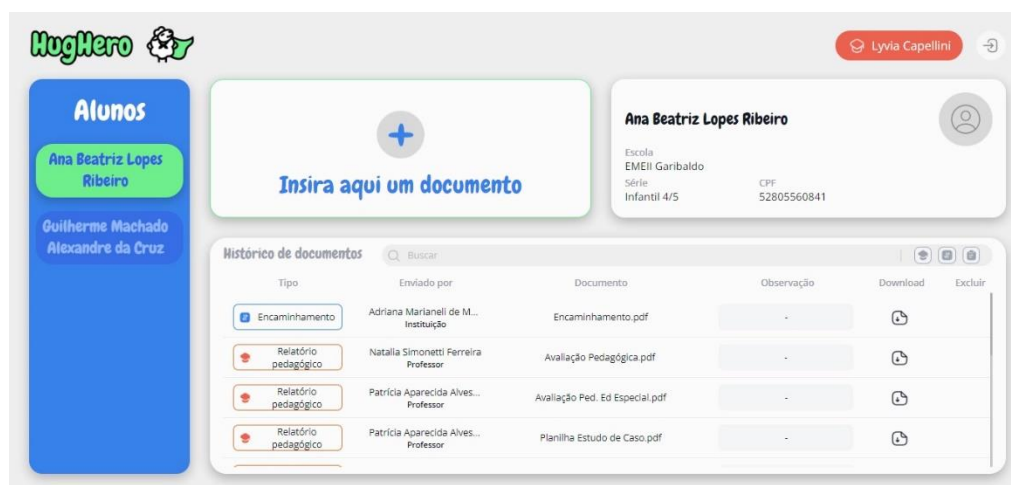 HugHero
Lyvia Capellini
Alunos
Ana Beatriz Lopes
Ribeiro
Guilherme Machado
Alexandre da Cruz
Insira aqui um documento
Ana Beatriz Lopes Ribeiro
Escola
EMEII Garibaldo
Série CPF
Infantil 4/5 52805560841
Histórico de documentos Buscar
Tipo Enviado por Documento Observação Download Excluir
Encaminhamento Adriana Marianeli de M... Encaminhamento.pdf -
Instituição
Relatório Natalia Simonetti Ferreira Avaliação Pedagógica.pdf -
pedagógico Professor
Relatório Patrícia Aparecida Alves... Avaliação Ped. Ed Especial.pdf -
pedagógico Professor
Relatório Patrícia Aparecida Alves... Planilha Estudo de Caso.pdf -
pedagógico Professor